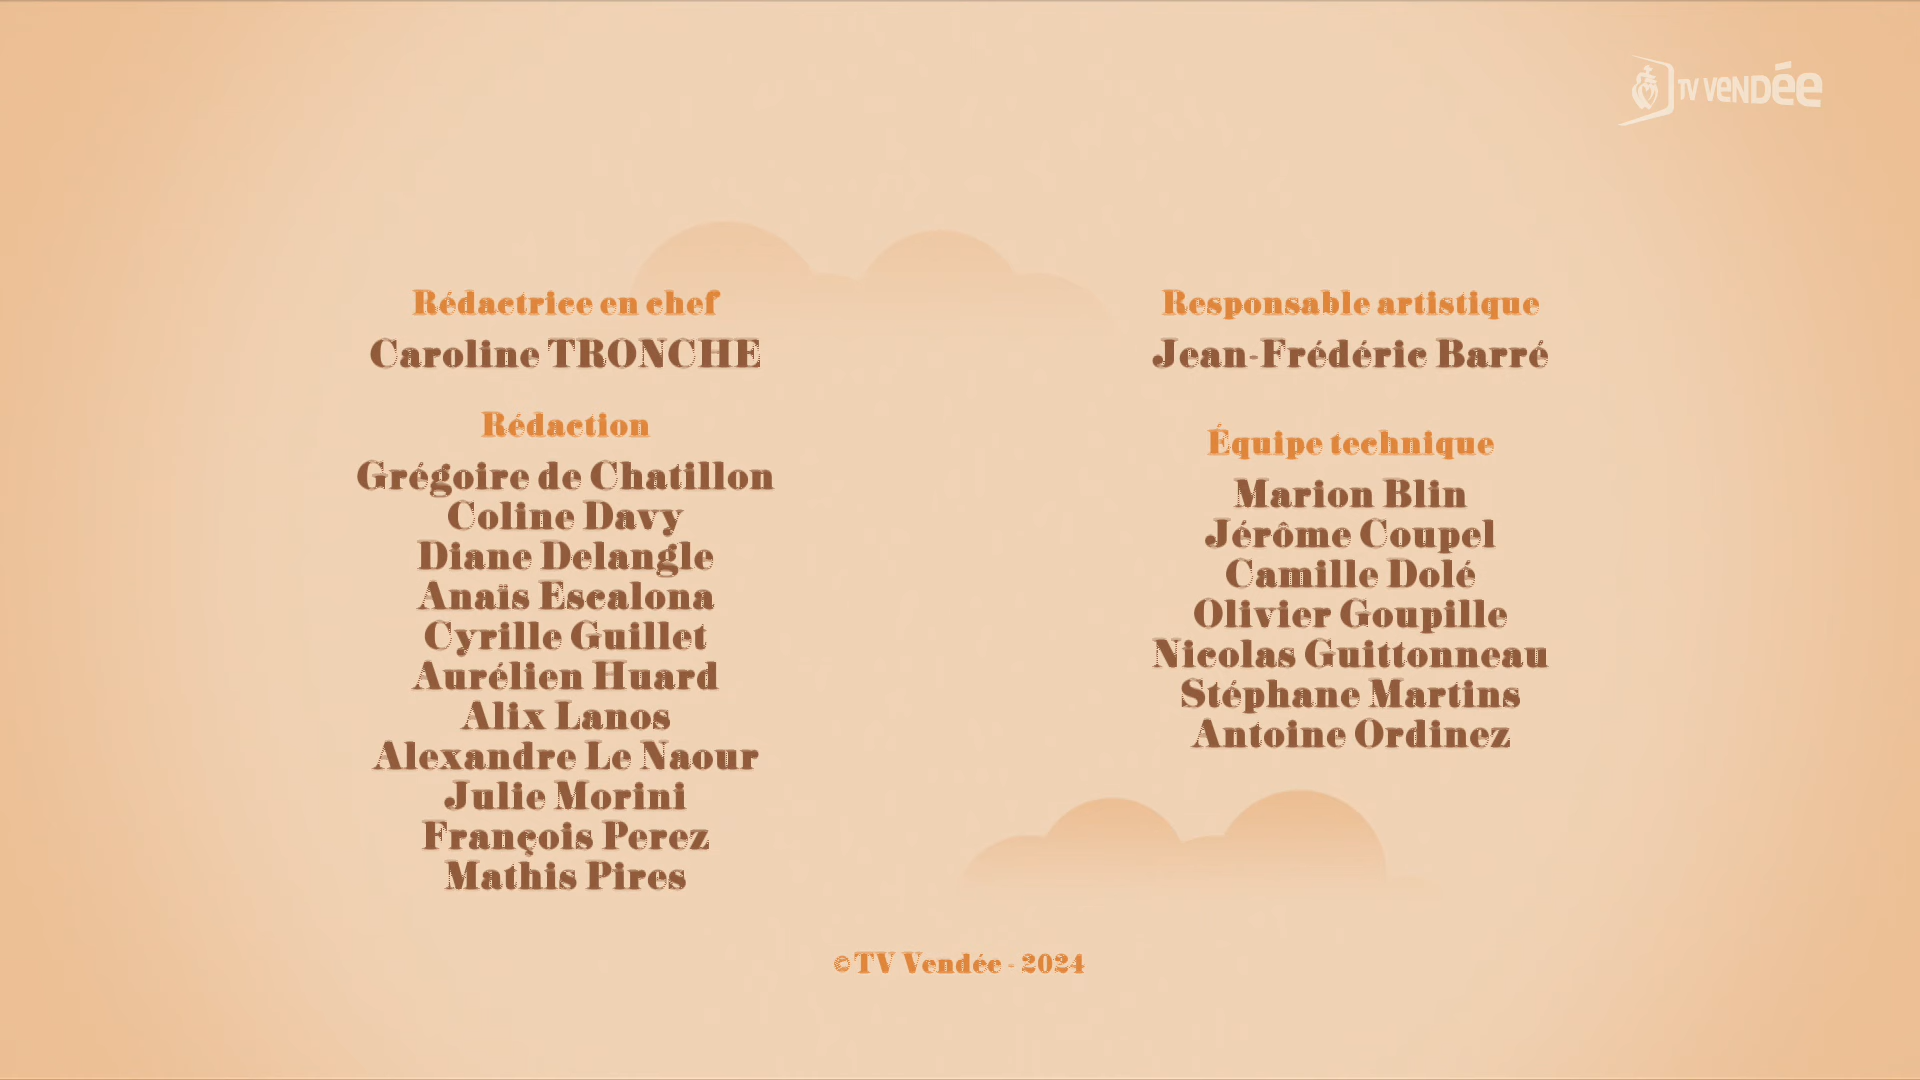 TV VENDÉE
Rédactrice en chef
Caroline TRONCHE
Rédaction
Grégoire de Chatillon
Coline Davy
Diane Delangle
Anaïs Escalona
Cyrille Guillet
Aurélien Huard
Alix Lanos
Alexandre Le Naour
Julie Morini
François Perez
Mathis Pires
Responsable artistique
Jean-Frédéric Barré
Équipe technique
Marion Blin
Jérôme Coupel
Camille Dolé
Olivier Goupille
Nicolas Guittonneau
Stéphane Martins
Antoine Ordinez
©TV Vendée - 2024